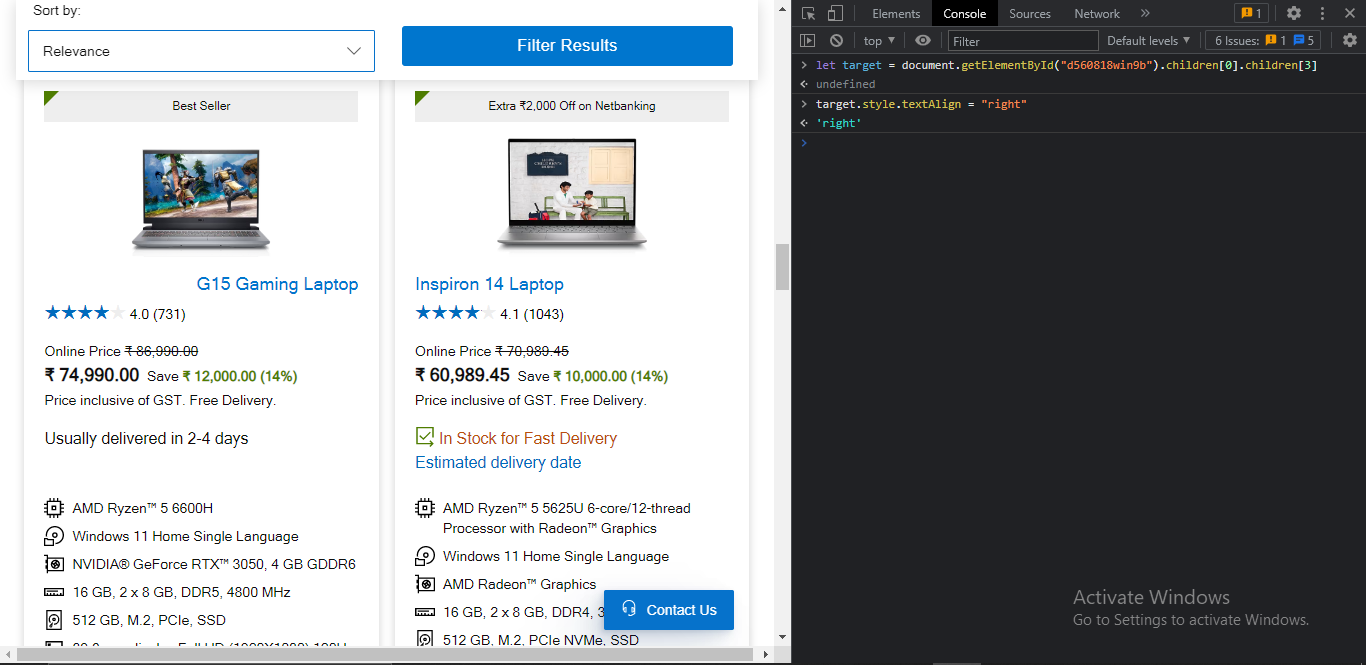 Sort by:
Relevance
Filter Results
Best Seller
G15 Gaming Laptop
4.0 (731)
Online Price ₹ 86,990.00
₹ 74,990.00 Save ₹ 12,000.00 (14%)
Price inclusive of GST. Free Delivery.
Usually delivered in 2-4 days
AMD Ryzen™ 5 6600H
Windows 11 Home Single Language
NVIDIA® GeForce RTX™ 3050, 4 GB GDDR6
16 GB, 2 x 8 GB, DDR5, 4800 MHz
512 GB, M.2, PCIe, SSD
Extra ₹2,000 Off on Netbanking
Inspiron 14 Laptop
4.1 (1043)
Online Price ₹ 70,989.45
₹ 60,989.45 Save ₹ 10,000.00 (14%)
Price inclusive of GST. Free Delivery.
In Stock for Fast Delivery
Estimated delivery date
AMD Ryzen™ 5 5625U 6-core/12-thread
Processor with Radeon™ Graphics
Windows 11 Home Single Language
AMD Radeon™ Graphics
16 GB, 2 x 8 GB, DDR4, 3
512 GB, M.2, PCIe NVMe, SSD
Contact Us
Elements Console Sources Network » 1
top Filter Default levels 6 Issues: 1 5
let target = document.getElementById("d560818win9b").children[0].children[3]
undefined
target.style.textAlign = "right"
'right'
Activate Windows
Go to Settings to activate Windows.